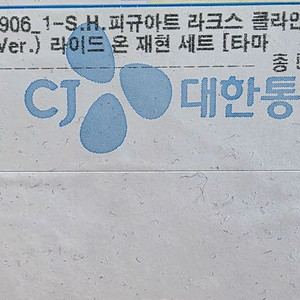 906_1-S.H.피규아트 라크스 클라인
Ver.) 라이드 온 재현 세트 [타마
송
CJ 대한통